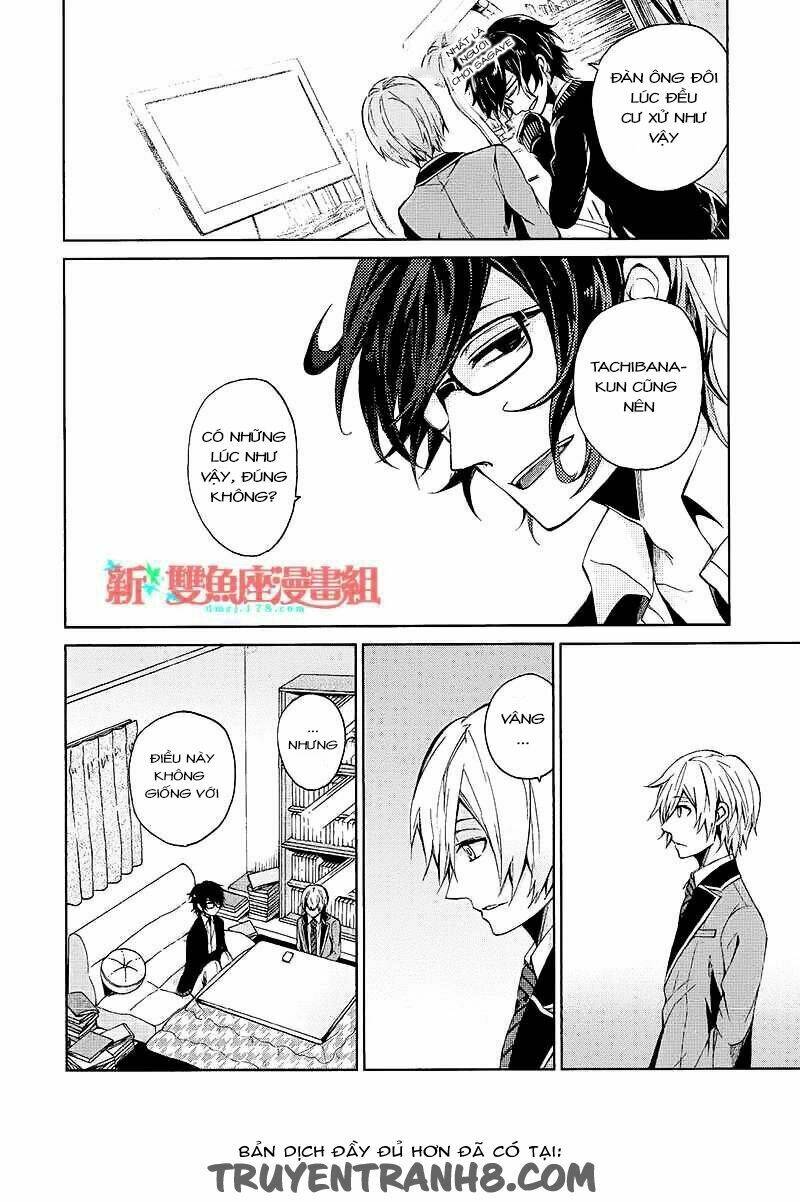 ĐÀN ÔNG ĐÔI
LÚC ĐỀU
CƯ XỬ NHƯ
VẬY
NHẤT LÀ
NGƯỜI
CHƠI GAGAVE
TACHIBANA-
KUN CŨNG
NÊN
CÓ NHỮNG
LÚC NHƯ
VẬY, ĐÚNG
KHÔNG?
新雙魚座漫畫組
dmzj.178.com
VÂNG
...
...
NHƯNG
ĐIỀU NÀY
KHÔNG
GIỐNG VỚI
BẢN DỊCH ĐẦY ĐỦ HƠN ĐÃ CÓ TẠI:
TRUYENTRANH8.COM